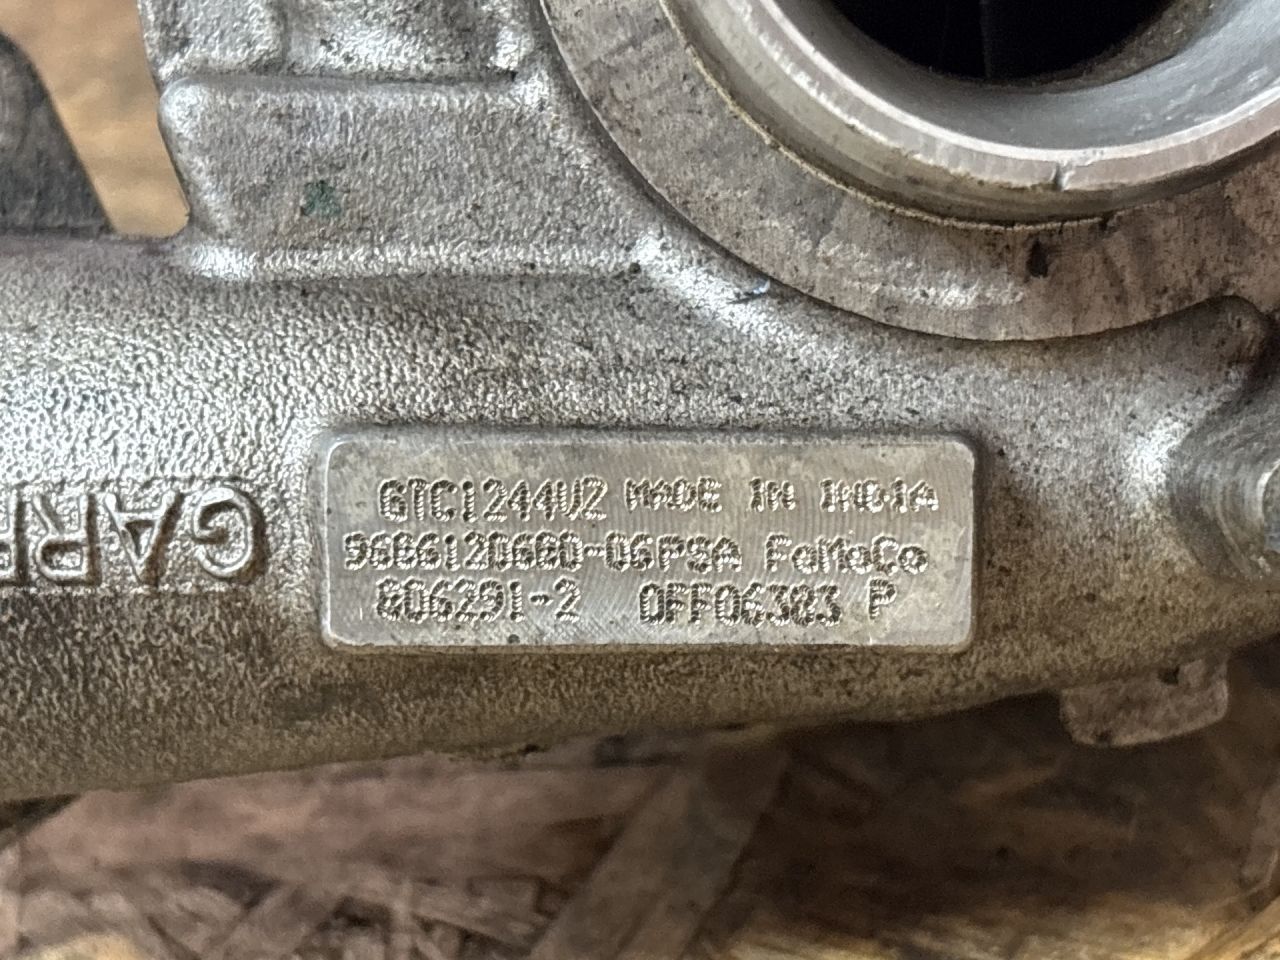 GTC1244VZ MADE IN INDIA
9686120680-06PSA FoMoCo
806291-2 0FF06383 P
GARR